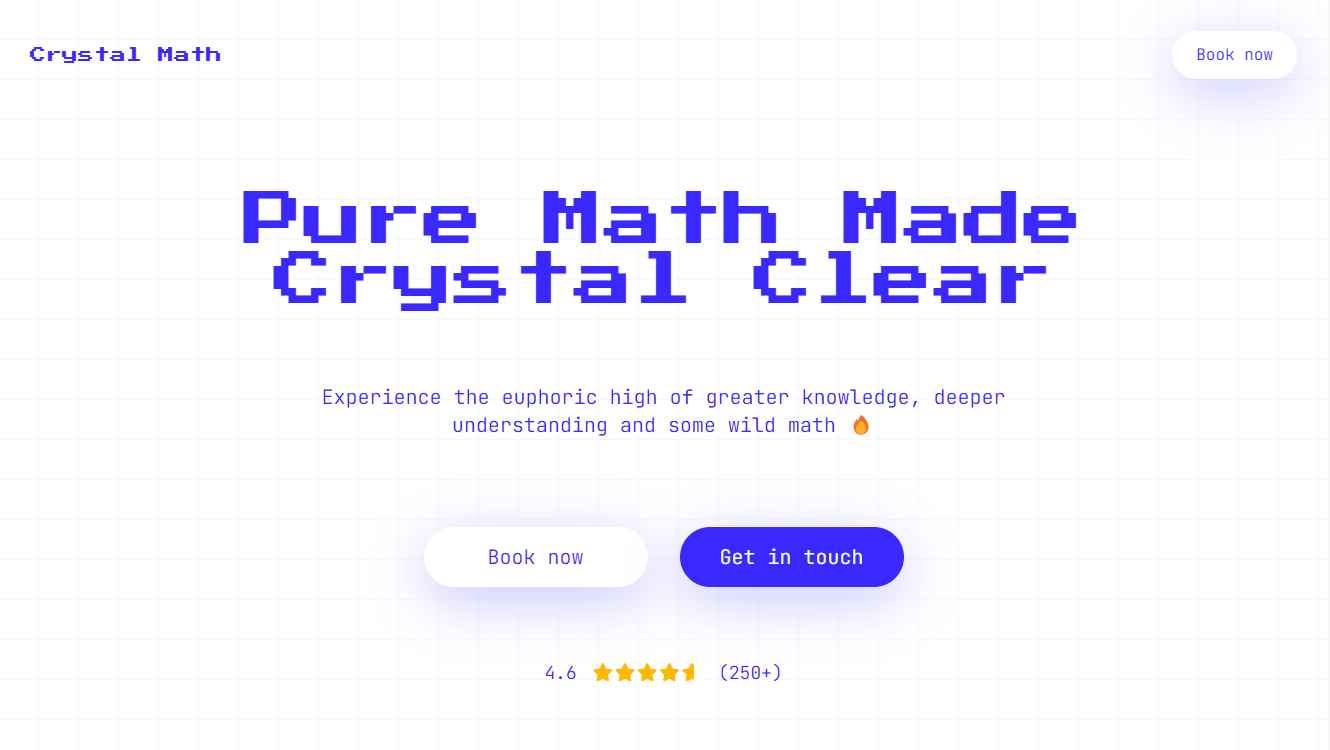 Crystal Math
Book now
Pure Math Made
Crystal Clear
Experience the euphoric high of greater knowledge, deeper
understanding and some wild math 🔥
Book now
Get in touch
4.6
(250+)